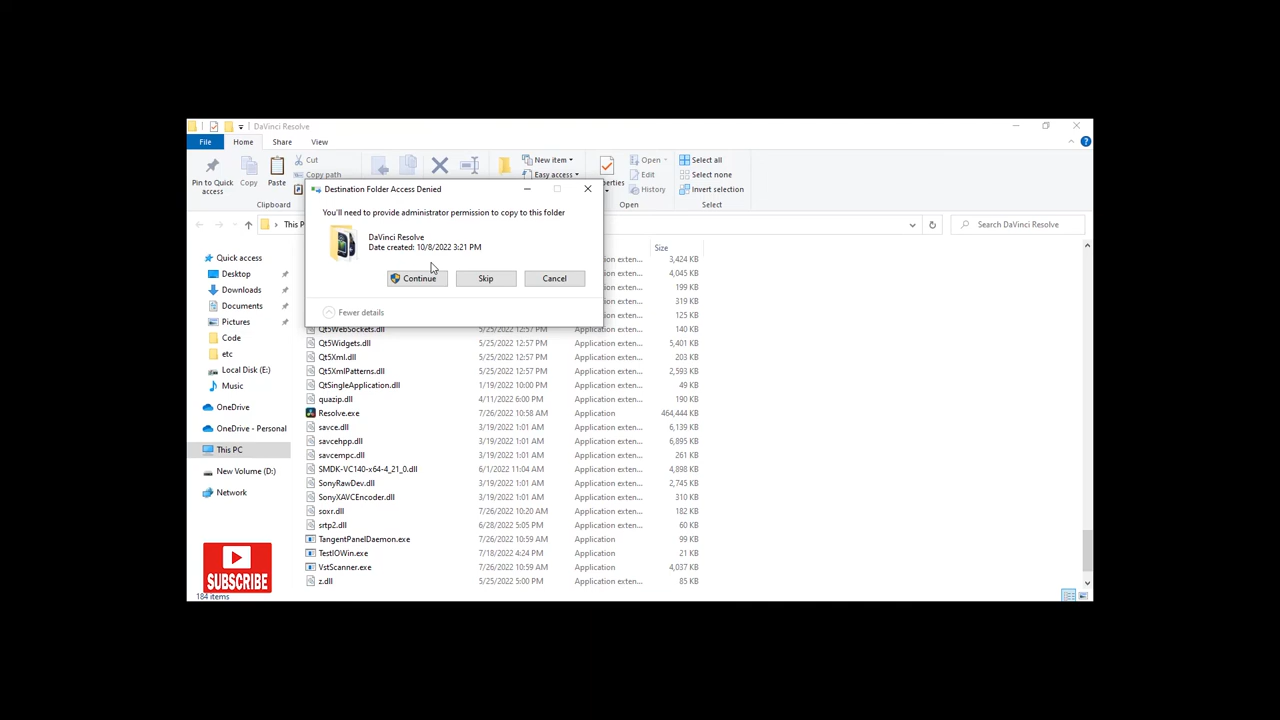 DaVinci Resolve
File Home Share View
Pin to Quick access
Copy
Paste
Cut
Copy path
New item
Easy access
Open
Edit
History
Select all
Select none
Invert selection
Clipboard Open Select
This P
Search DaVinci Resolve
Destination Folder Access Denied
You'll need to provide administrator permission to copy to this folder
DaVinci Resolve
Date created: 10/8/2022 3:21 PM
Continue Skip Cancel
Fewer details
Quick access
Desktop
Downloads
Documents
Pictures
Code
etc
Local Disk (E:)
Music
OneDrive
OneDrive - Personal
This PC
New Volume (D:)
Network
Size
ation exten... 3,424 KB
ation exten... 4,045 KB
ation exten... 199 KB
ation exten... 319 KB
ation exten... 125 KB
Qt5WebSockets.dll 5/25/2022 12:57 PM Application exten... 140 KB
Qt5Widgets.dll 5/25/2022 12:57 PM Application exten... 5,401 KB
Qt5Xml.dll 5/25/2022 12:57 PM Application exten... 203 KB
Qt5XmlPatterns.dll 5/25/2022 12:57 PM Application exten... 2,593 KB
QtSingleApplication.dll 1/19/2022 10:00 PM Application exten... 49 KB
quazip.dll 4/11/2022 6:00 PM Application exten... 190 KB
Resolve.exe 7/26/2022 10:58 AM Application 464,444 KB
savce.dll 3/19/2022 1:01 AM Application exten... 6,139 KB
savcehpp.dll 3/19/2022 1:01 AM Application exten... 6,895 KB
savcempc.dll 3/19/2022 1:01 AM Application exten... 261 KB
SMDK-VC140-x64-4_21_0.dll 6/1/2022 11:04 AM Application exten... 4,898 KB
SonyRawDev.dll 3/19/2022 1:01 AM Application exten... 2,745 KB
SonyXAVCEncoder.dll 3/19/2022 1:01 AM Application exten... 310 KB
soxr.dll 7/26/2022 10:20 AM Application exten... 182 KB
srtp2.dll 6/28/2022 5:05 PM Application exten... 60 KB
TangentPanelDaemon.exe 7/26/2022 10:59 AM Application 99 KB
TestIOWin.exe 7/18/2022 4:24 PM Application 21 KB
VstScanner.exe 7/26/2022 10:59 AM Application 4,037 KB
z.dll 5/25/2022 5:00 PM Application exten... 85 KB
SUBSCRIBE
184 items